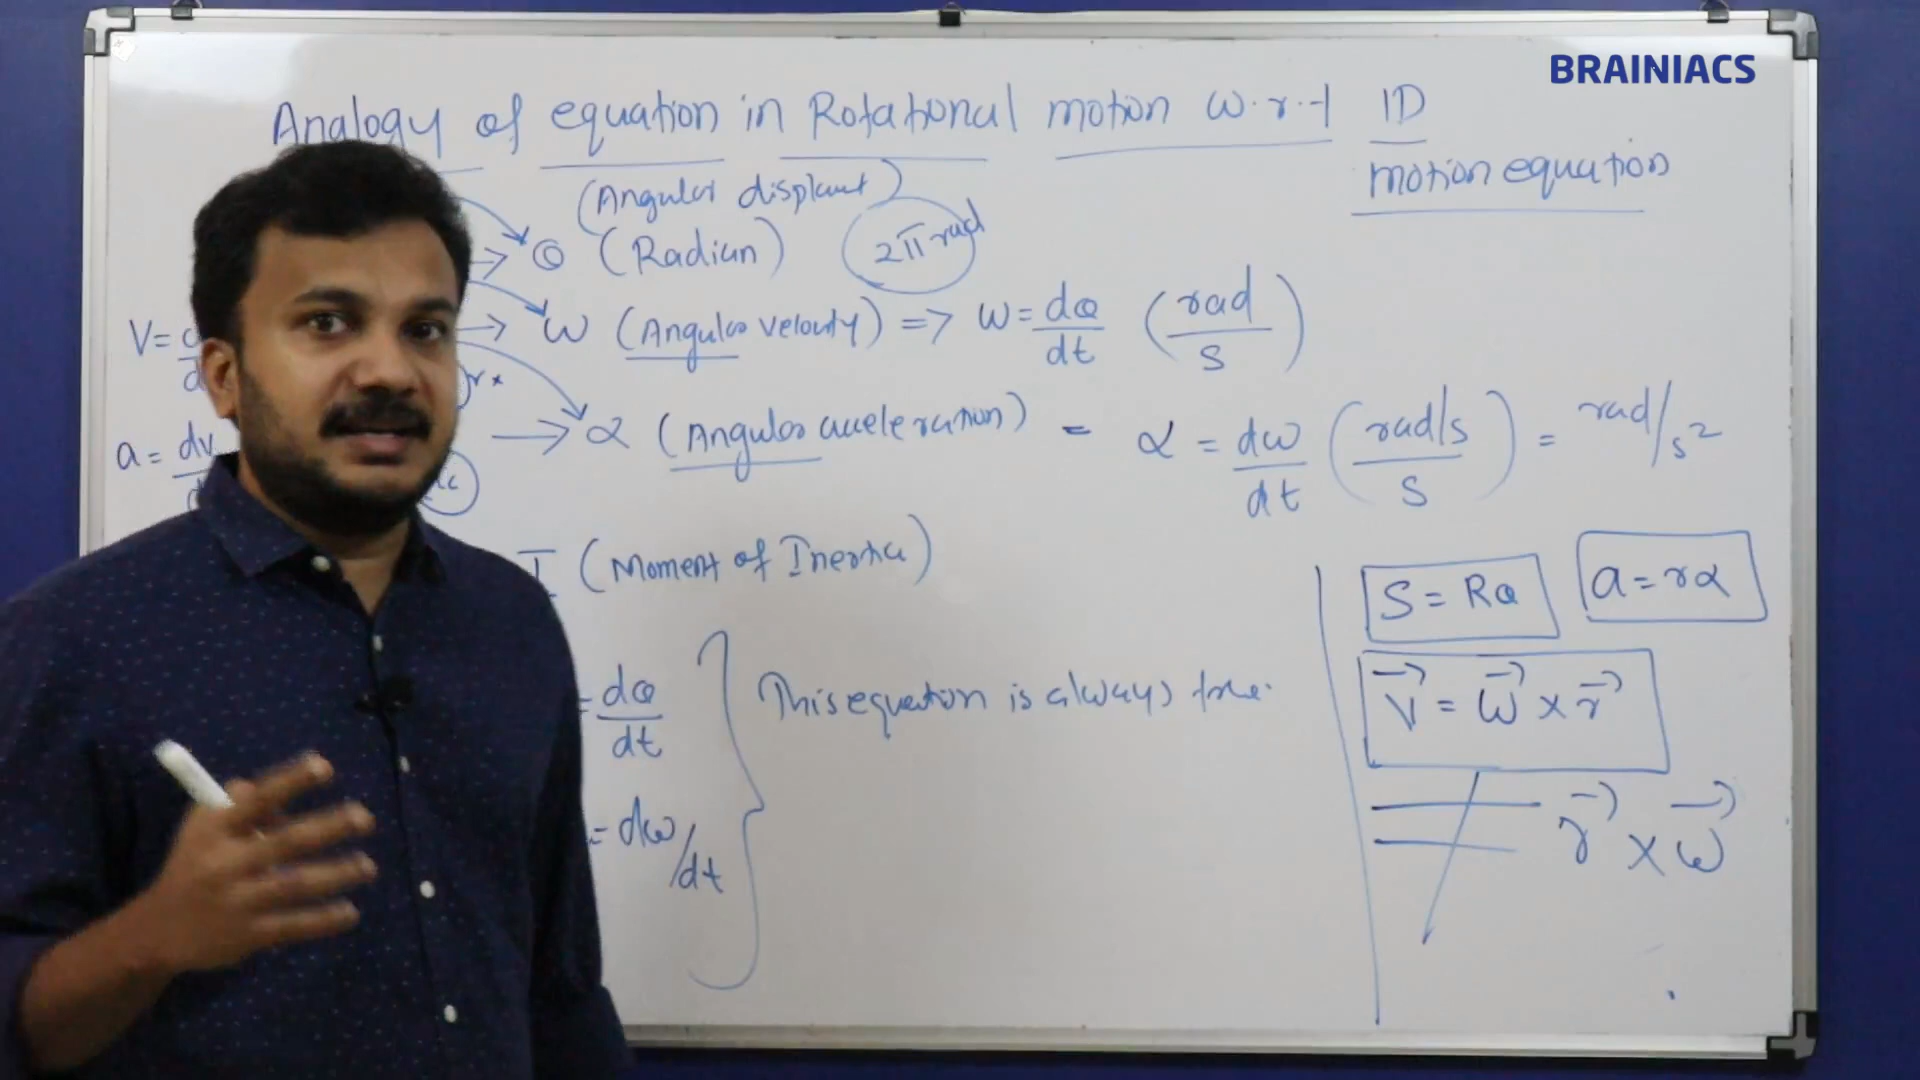 BRAINIACS
Analogy of equation in Rotational motion w.r.t 1D
motion equation
(Angular displamt)
→ θ (Radian) 2π rad
V =
→ ω (Angular velocity) => ω = dθ/dt (rad/s)
a = dv
→ α (Angular acceleration) = α = dω/dt (rad/s / s) = rad/s²
I (Moment of Inertia)
S = Rθ
a = rα
= dθ/dt
This equation is always true.
V⃗ = ω⃗ × r⃗
= dω/dt
r⃗ × ω⃗